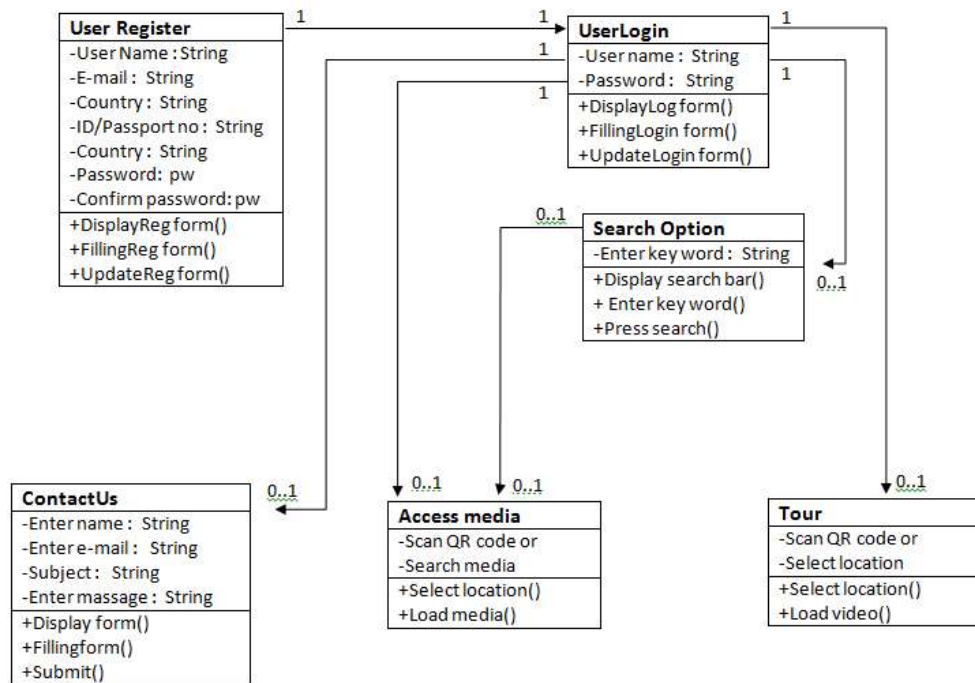 User Register
-User Name : String
-E-mail : String
-Country : String
-ID/Passport no : String
-Country : String
-Password: pw
-Confirm password: pw
+DisplayReg form()
+FillingReg form()
+UpdateReg form()
1
1
UserLogin
-User name : String
-Password : String
+DisplayLog form()
+FillingLogin form()
+UpdateLogin form()
1
1
1
1
0..1
Search Option
-Enter key word : String
+Display search bar()
+ Enter key word()
+Press search()
0..1
0..1
ContactUs
-Enter name : String
-Enter e-mail : String
-Subject : String
-Enter massage : String
+Display form()
+Fillingform()
+Submit()
0..1
0..1
Access media
-Scan QR code or
-Search media
+Select location()
+Load media()
0..1
Tour
-Scan QR code or
-Select location
+Select location()
+Load video()